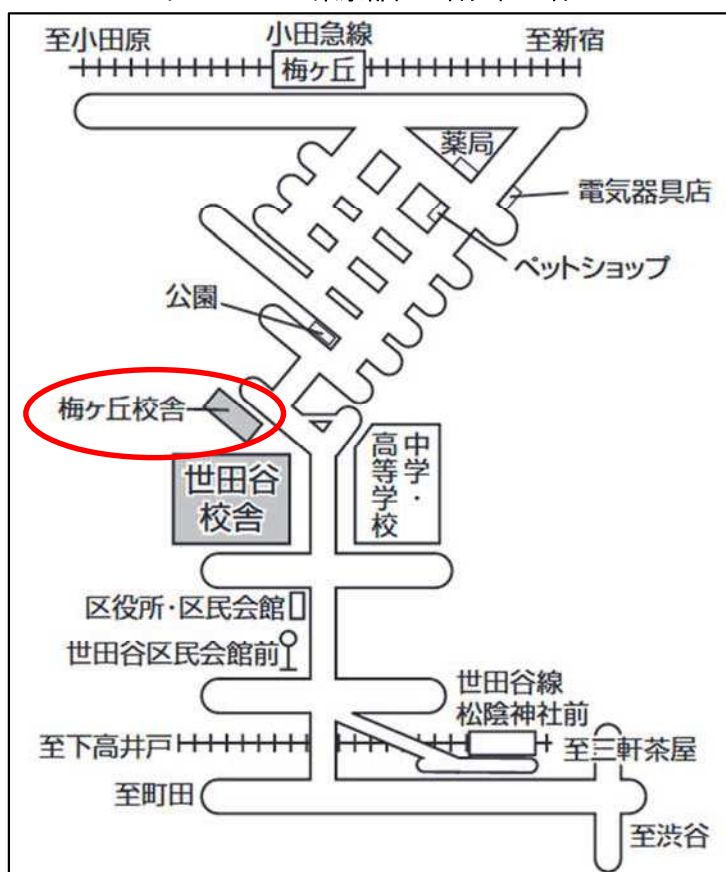 至小田原
小田急線
至新宿
梅ヶ丘
薬局
電気器具店
ペットショップ
公園
梅ヶ丘校舎
世田谷
校舎
中学・
高等学校
区役所・区民会館
世田谷区民会館前
世田谷線
松陰神社前
至下高井戸
至三軒茶屋
至町田
至渋谷